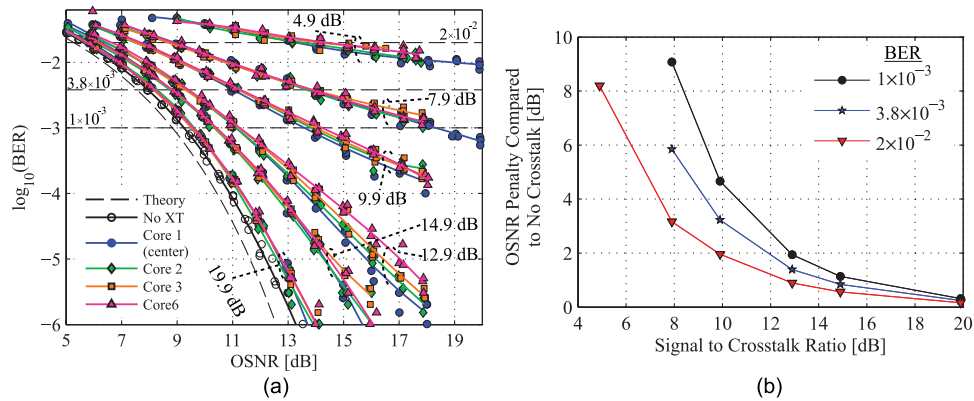 4.9 dB
2×10⁻²
−2
3.8×10⁻³
7.9 dB
−3
1×10⁻³
9.9 dB
−4
14.9 dB
12.9 dB
19.9 dB
−5
−6
log₁₀(BER)
Theory
No XT
Core 1
(center)
Core 2
Core 3
Core6
5 7 9 11 13 15 17 19
OSNR [dB]
(a)
10
8
6
4
2
0
OSNR Penalty Compared
to No Crosstalk [dB]
BER
1×10⁻³
3.8×10⁻³
2×10⁻²
4 6 8 10 12 14 16 18 20
Signal to Crosstalk Ratio [dB]
(b)